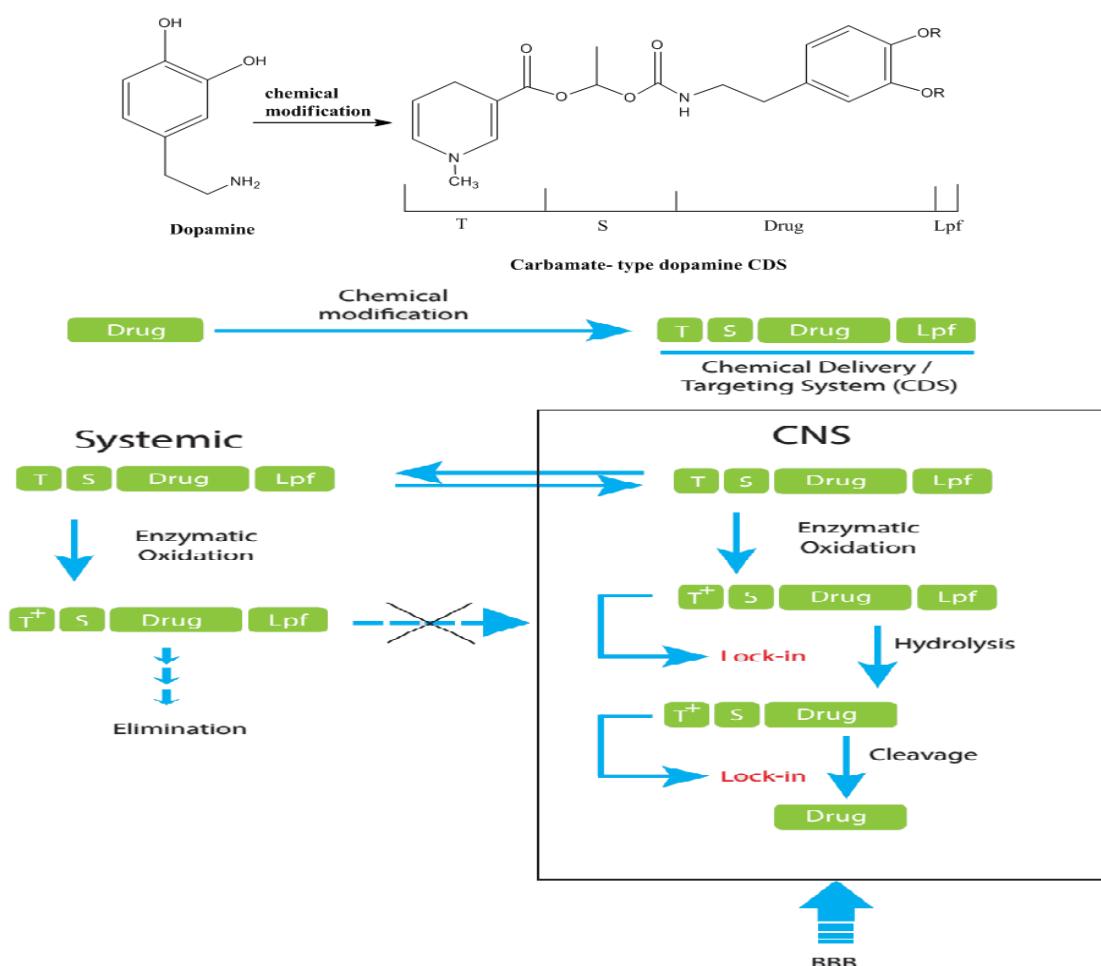 OH
OH
chemical
modification
NH2
Dopamine
O
O
O
O
N
H
OR
OR
N
CH3
T
S
Drug
Lpf
Carbamate- type dopamine CDS
Drug
Chemical
modification
T S Drug Lpf
Chemical Delivery /
Targeting System (CDS)
Systemic
CNS
T S Drug Lpf
T S Drug Lpf
Enzymatic
Oxidation
Enzymatic
Oxidation
T+ S Drug Lpf
T+ S Drug Lpf
Lock-in
Hydrolysis
Elimination
T+ S Drug
Cleavage
Lock-in
Drug
BBB